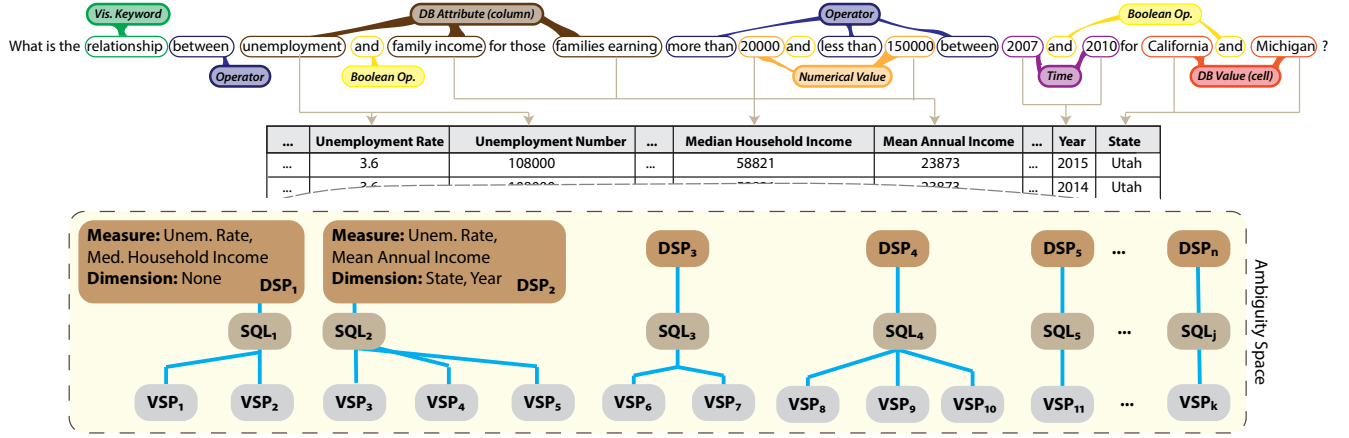 Vis. Keyword DB Attribute (column) Operator Boolean Op.
What is the relationship between unemployment and family income for those families earning more than 20000 and less than 150000 between 2007 and 2010 for California and Michigan ?
Operator Boolean Op. Numerical Value Time DB Value (cell)
... Unemployment Rate Unemployment Number ... Median Household Income Mean Annual Income ... Year State
... 3.6 108000 ... 58821 23873 ... 2015 Utah
... 3.6 ... 23873 ... 2014 Utah
Measure: Unem. Rate,
Med. Household Income
Dimension: None
DSP₁
Measure: Unem. Rate,
Mean Annual Income
Dimension: State, Year
DSP₂
DSP₃ DSP₄ DSP₅ ... DSPₙ
SQL₁ SQL₂ SQL₃ SQL₄ SQL₅ ... SQLⱼ
VSP₁ VSP₂ VSP₃ VSP₄ VSP₅ VSP₆ VSP₇ VSP₈ VSP₉ VSP₁₀ VSP₁₁ ... VSPₖ
Ambiguity Space